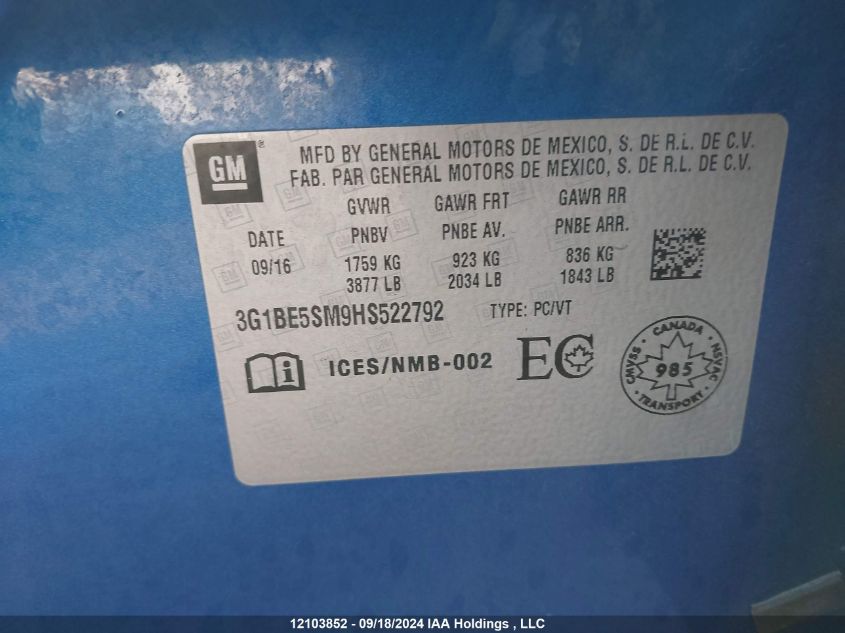 GM ®
MFD BY GENERAL MOTORS DE MEXICO, S. DE R.L. DE C.V.
FAB. PAR GENERAL MOTORS DE MEXICO, S. DE R.L. DE C.V.
GVWR GAWR FRT GAWR RR
DATE PNBV PNBE AV. PNBE ARR.
09/16 1759 KG 923 KG 836 KG
3877 LB 2034 LB 1843 LB
3G1BE5SM9HS522792 TYPE: PC/VT
i ICES/NMB-002 EC
CANADA
CMVSS 985 NSVAC
TRANSPORT
12103852 - 09/18/2024 IAA Holdings , LLC